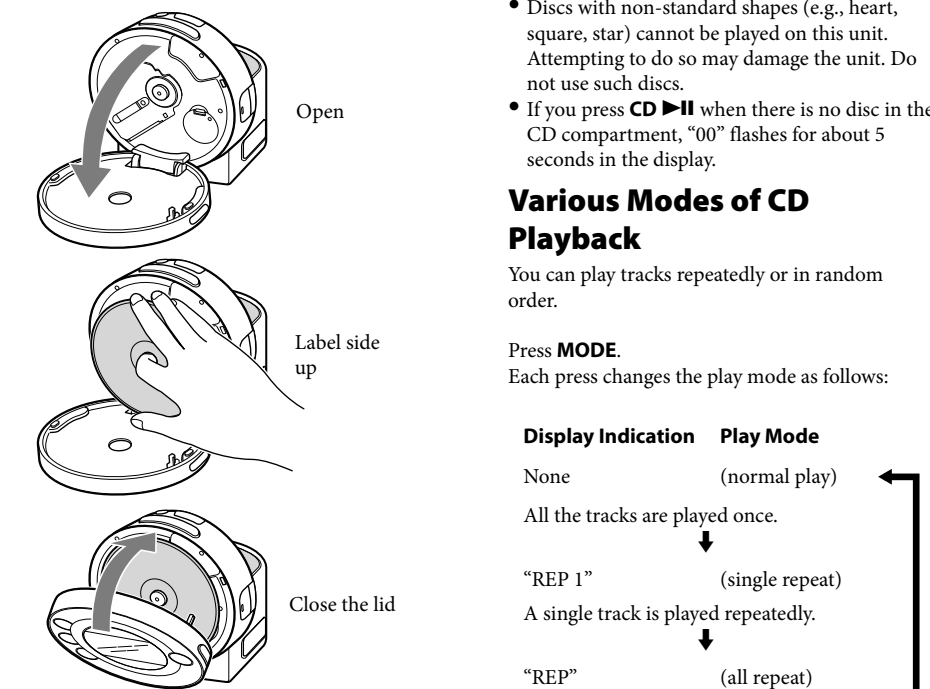 Open
Label side
up
Close the lid
• Discs with non-standard shapes (e.g., heart,
square, star) cannot be played on this unit.
Attempting to do so may damage the unit. Do
not use such discs.
• If you press CD ►II when there is no disc in the
CD compartment, “00” flashes for about 5
seconds in the display.
Various Modes of CD
Playback
You can play tracks repeatedly or in random
order.
Press MODE.
Each press changes the play mode as follows:
Display Indication Play Mode
None (normal play)
All the tracks are played once.
“REP 1” (single repeat)
A single track is played repeatedly.
“REP” (all repeat)